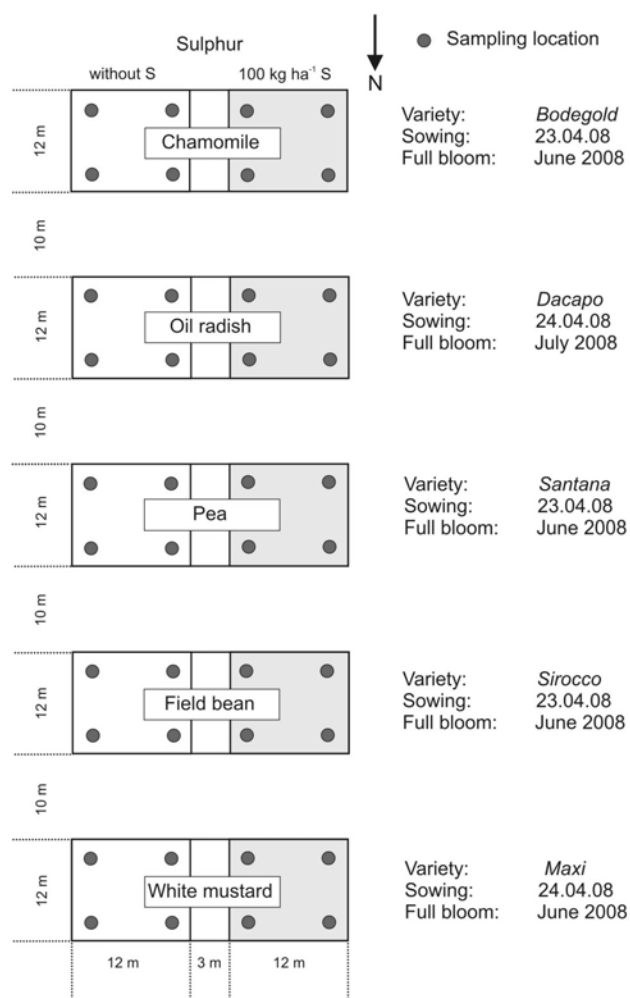 Sulphur
without S
100 kg ha⁻¹ S
N
Sampling location
12 m
Chamomile
Variety: Bodegold
Sowing: 23.04.08
Full bloom: June 2008
10 m
12 m
Oil radish
Variety: Dacapo
Sowing: 24.04.08
Full bloom: July 2008
10 m
12 m
Pea
Variety: Santana
Sowing: 23.04.08
Full bloom: June 2008
10 m
12 m
Field bean
Variety: Sirocco
Sowing: 23.04.08
Full bloom: June 2008
10 m
12 m
White mustard
Variety: Maxi
Sowing: 24.04.08
Full bloom: June 2008
12 m 3 m 12 m